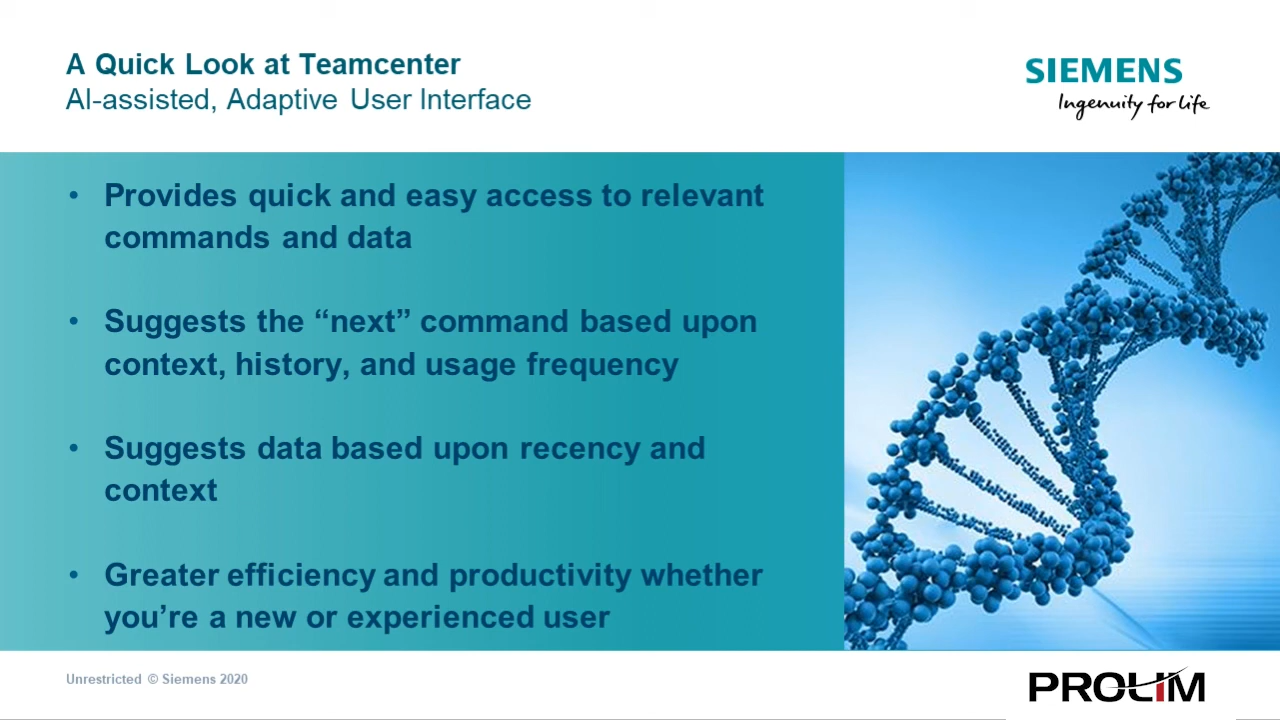 A Quick Look at Teamcenter
AI-assisted, Adaptive User Interface
SIEMENS
Ingenuity for life
• Provides quick and easy access to relevant
commands and data
• Suggests the “next” command based upon
context, history, and usage frequency
• Suggests data based upon recency and
context
• Greater efficiency and productivity whether
you’re a new or experienced user
Unrestricted © Siemens 2020
PROLIM